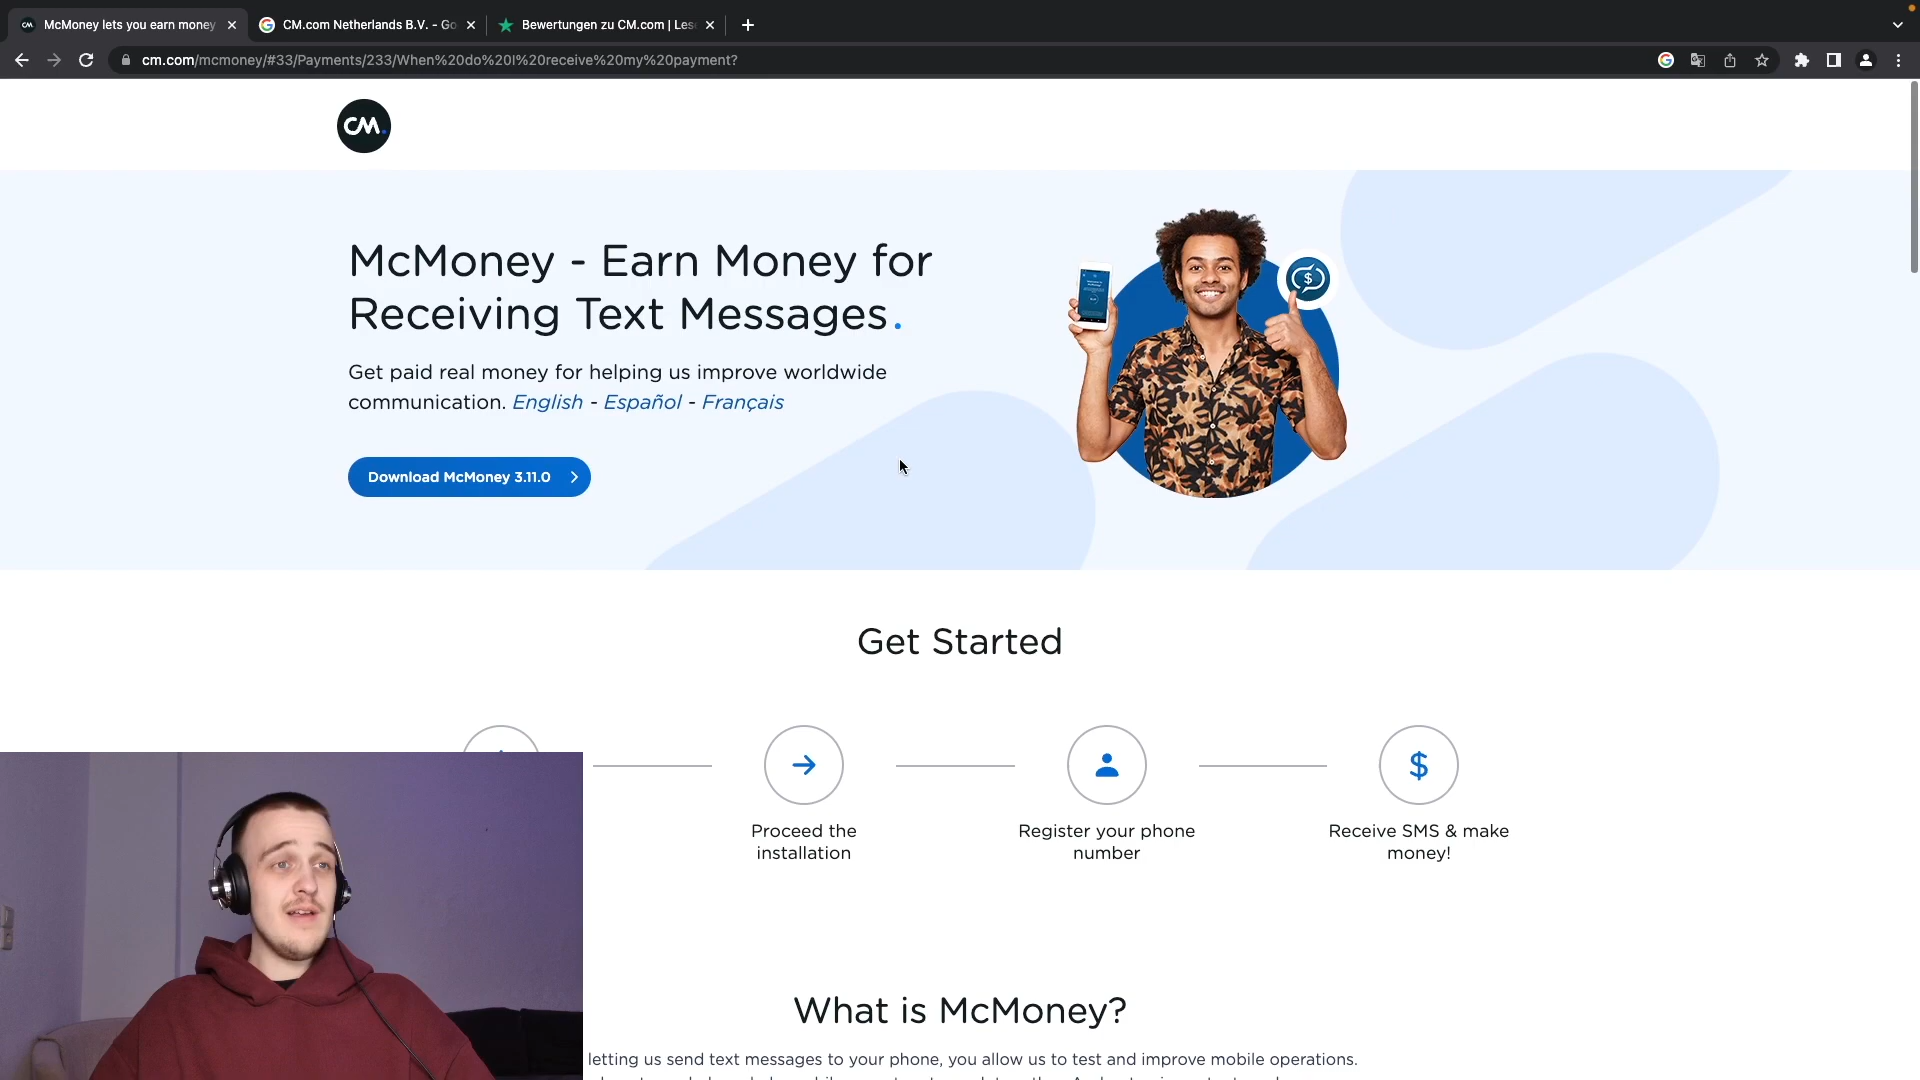 McMoney lets you earn money
CM.com Netherlands B.V. - Go
Bewertungen zu CM.com | Les
cm.com/mcmoney/#33/Payments/233/When%20do%20I%20receive%20my%20payment?
CM.
McMoney - Earn Money for
Receiving Text Messages.
Get paid real money for helping us improve worldwide
communication. English - Español - Français
Download McMoney 3.11.0
Get Started
Proceed the
installation
Register your phone
number
Receive SMS & make
money!
What is McMoney?
letting us send text messages to your phone, you allow us to test and improve mobile operations.